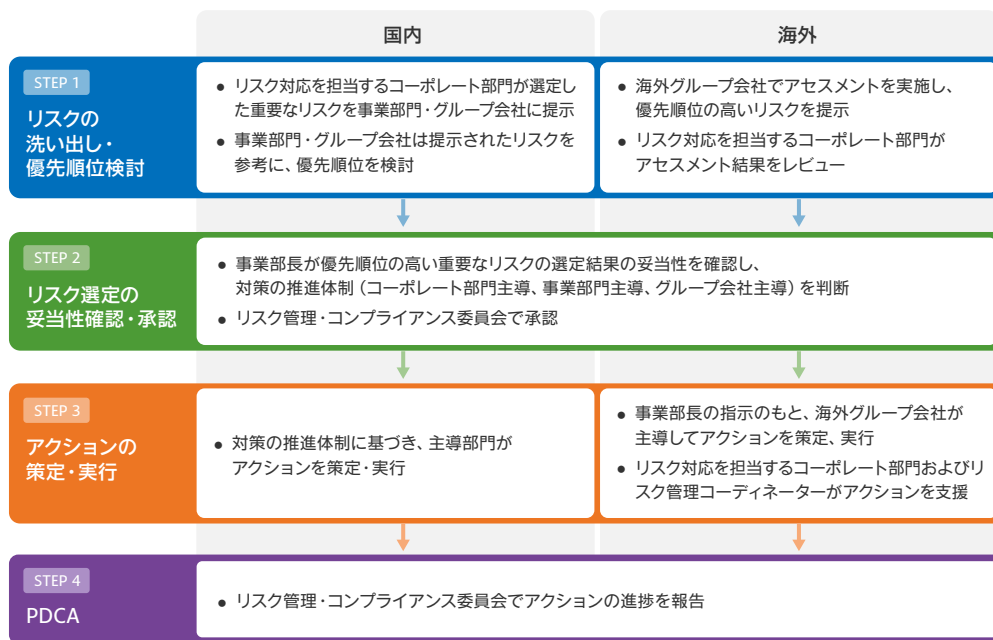 国内
海外
STEP 1
リスクの
洗い出し・
優先順位検討
● リスク対応を担当するコーポレート部門が選定し
た重要なリスクを事業部門・グループ会社に提示
● 事業部門・グループ会社は提示されたリスクを
参考に、優先順位を検討
● 海外グループ会社でアセスメントを実施し、
優先順位の高いリスクを提示
● リスク対応を担当するコーポレート部門が
アセスメント結果をレビュー
STEP 2
リスク選定の
妥当性確認・承認
● 事業部長が優先順位の高い重要なリスクの選定結果の妥当性を確認し、
対策の推進体制（コーポレート部門主導、事業部門主導、グループ会社主導）を判断
● リスク管理・コンプライアンス委員会で承認
STEP 3
アクションの
策定・実行
● 対策の推進体制に基づき、主導部門が
アクションを策定・実行
● 事業部長の指示のもと、海外グループ会社が
主導してアクションを策定、実行
● リスク対応を担当するコーポレート部門およびリ
スク管理コーディネーターがアクションを支援
STEP 4
PDCA
● リスク管理・コンプライアンス委員会でアクションの進捗を報告